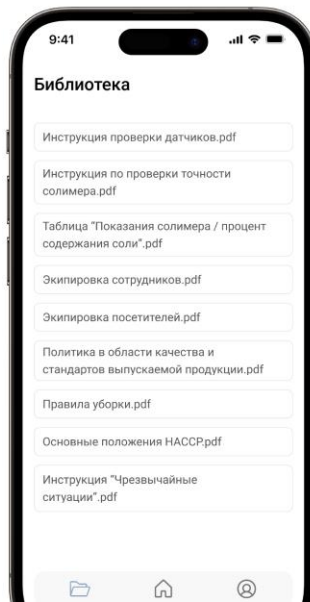 9:41
Библиотека
Инструкция проверки датчиков.pdf
Инструкция по проверки точности
солимера.pdf
Таблица "Показания солимера / процент
содержания соли".pdf
Экипировка сотрудников.pdf
Экипировка посетителей.pdf
Политика в области качества и
стандартов выпускаемой продукции.pdf
Правила уборки.pdf
Основные положения HACCP.pdf
Инструкция "Чрезвычайные
ситуации".pdf